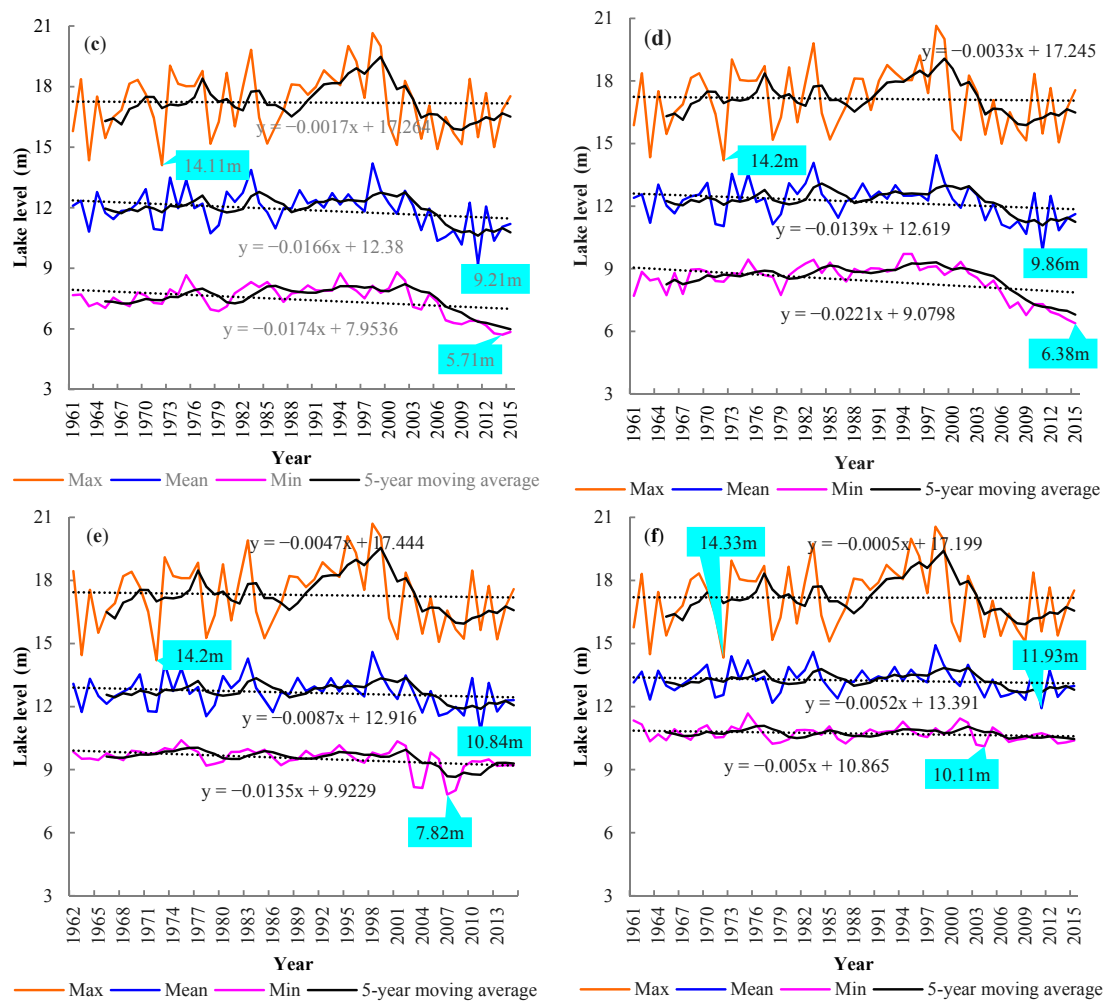 (c)
Lake level (m)
21
18
15
12
9
6
3
y = −0.0017x + 17.264
14.11m
y = −0.0166x + 12.38
9.21m
y = −0.0174x + 7.9536
5.71m
1961 1964 1967 1970 1973 1976 1979 1982 1985 1988 1991 1994 1997 2000 2003 2006 2009 2012 2015
Year
Max Mean Min 5-year moving average
(d)
Lake level (m)
21
18
15
12
9
6
3
y = −0.0033x + 17.245
14.2m
y = −0.0139x + 12.619
9.86m
y = −0.0221x + 9.0798
6.38m
1961 1964 1967 1970 1973 1976 1979 1982 1985 1988 1991 1994 1997 2000 2003 2006 2009 2012 2015
Year
Max Mean Min 5-year moving average
(e)
Lake level (m)
21
18
15
12
9
6
3
y = −0.0047x + 17.444
14.2m
y = −0.0087x + 12.916
10.84m
y = −0.0135x + 9.9229
7.82m
1962 1965 1968 1971 1974 1977 1980 1983 1986 1989 1992 1995 1998 2001 2004 2007 2010 2013
Year
Max Mean Min 5-year moving average
(f)
Lake level (m)
21
18
15
12
9
6
3
14.33m
y = −0.0005x + 17.199
11.93m
y = −0.0052x + 13.391
y = −0.005x + 10.865
10.11m
1961 1964 1967 1970 1973 1976 1979 1982 1985 1988 1991 1994 1997 2000 2003 2006 2009 2012 2015
Year
Max Mean Min 5-year moving average